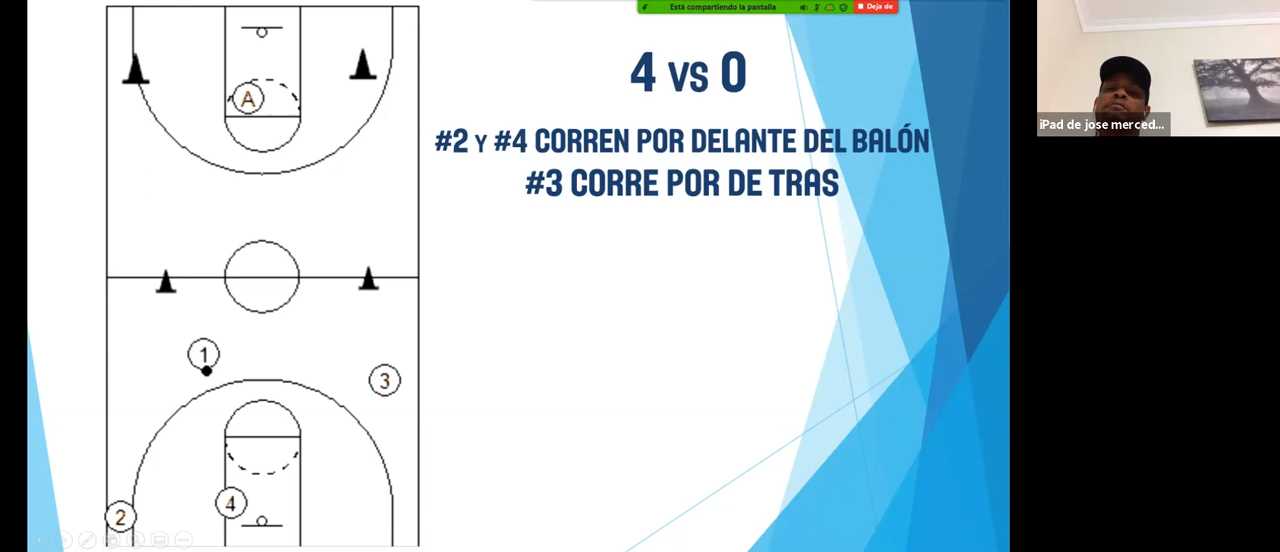 Está compartiendo la pantalla
Deja de
4 VS 0
#2 Y #4 CORREN POR DELANTE DEL BALÓN
#3 CORRE POR DE TRAS
A
1
3
4
2
iPad de jose merced...